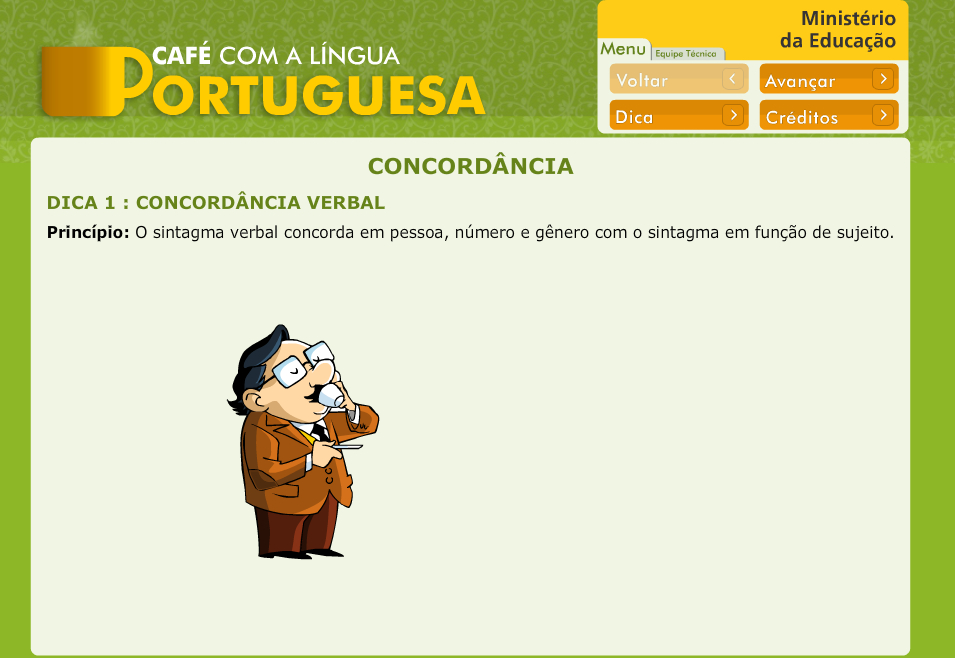 CAFÉ COM A LÍNGUA
PORTUGUESA
Ministério
da Educação
Menu
Equipe Técnica
Voltar
Avançar
Dica
Créditos
CONCORDÂNCIA
DICA 1 : CONCORDÂNCIA VERBAL
Princípio: O sintagma verbal concorda em pessoa, número e gênero com o sintagma em função de sujeito.